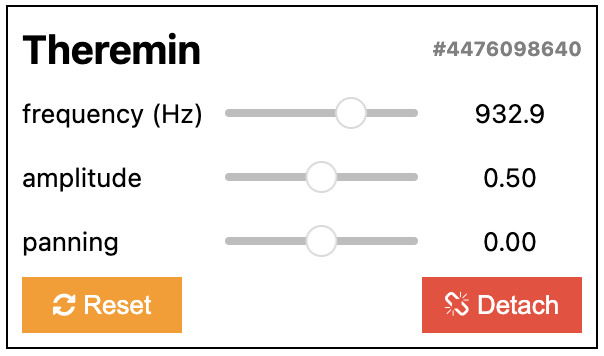 Theremin #4476098640
frequency (Hz) 932.9
amplitude 0.50
panning 0.00
Reset Detach